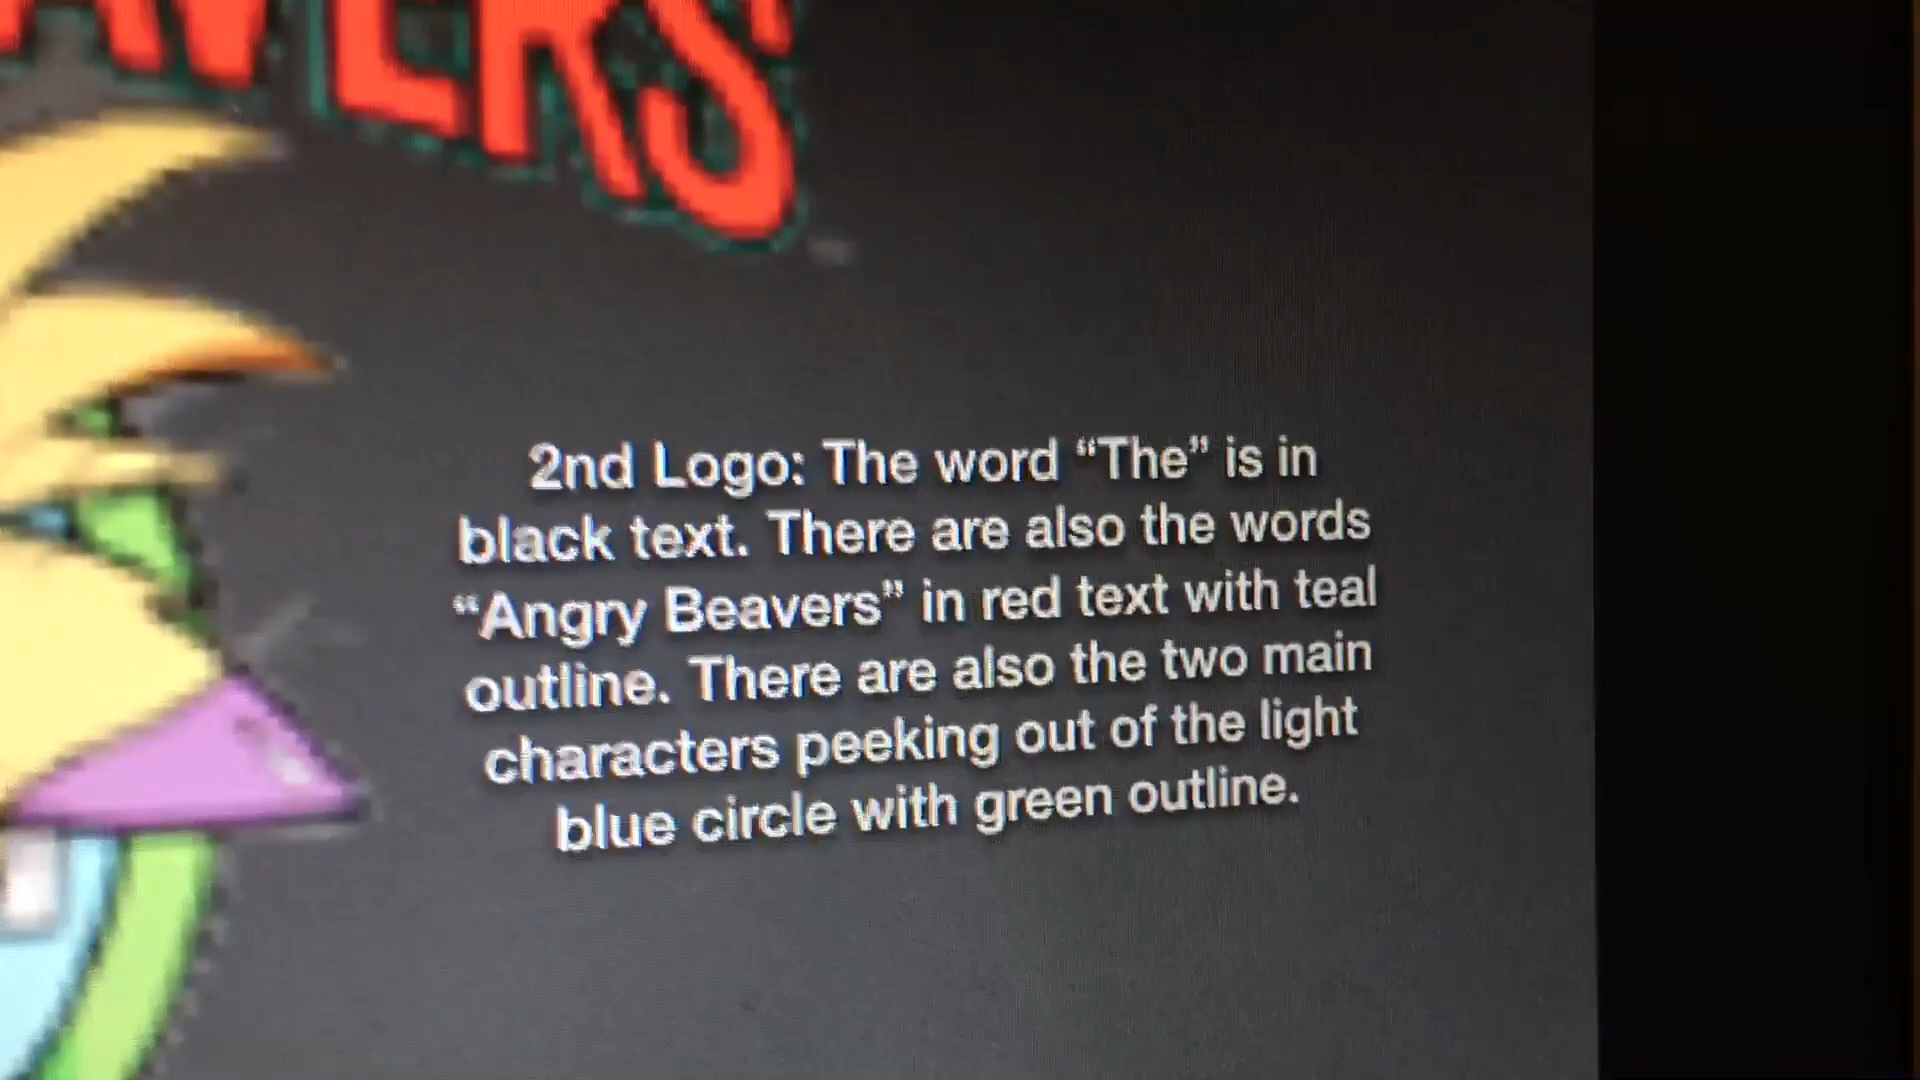 AVERS
2nd Logo: The word “The” is in
black text. There are also the words
“Angry Beavers” in red text with teal
outline. There are also the two main
characters peeking out of the light
blue circle with green outline.